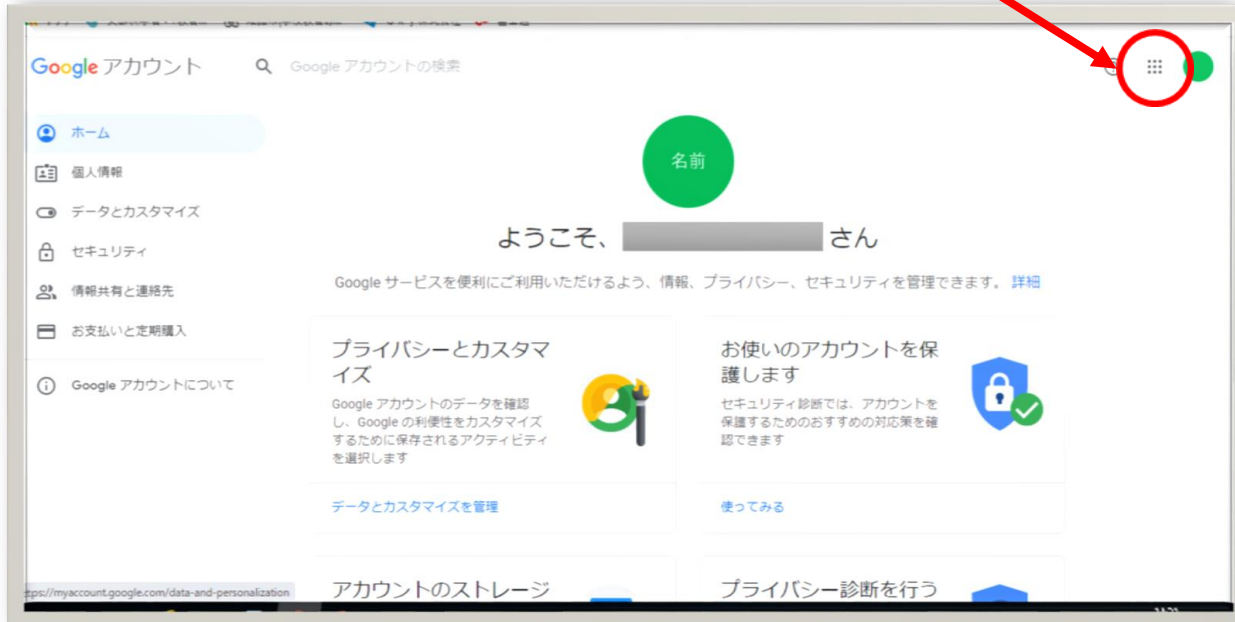 Google アカウント
Google アカウントの検索
ホーム
個人情報
データとカスタマイズ
セキュリティ
情報共有と連絡先
お支払いと定期購入
Google アカウントについて
名前
ようこそ、 さん
Google サービスを便利にご利用いただけるよう、情報、プライバシー、セキュリティを管理できます。 詳細
プライバシーとカスタマ
イズ
Google アカウントのデータを確認
し、Google の利便性をカスタマイズ
するために保存されるアクティビティ
を選択します
データとカスタマイズを管理
お使いのアカウントを保
護します
セキュリティ診断では、アカウントを
保護するためのおすすめの対応策を確
認できます
使ってみる
アカウントのストレージ
プライバシー診断を行う
tps://myaccount.google.com/data-and-personalization